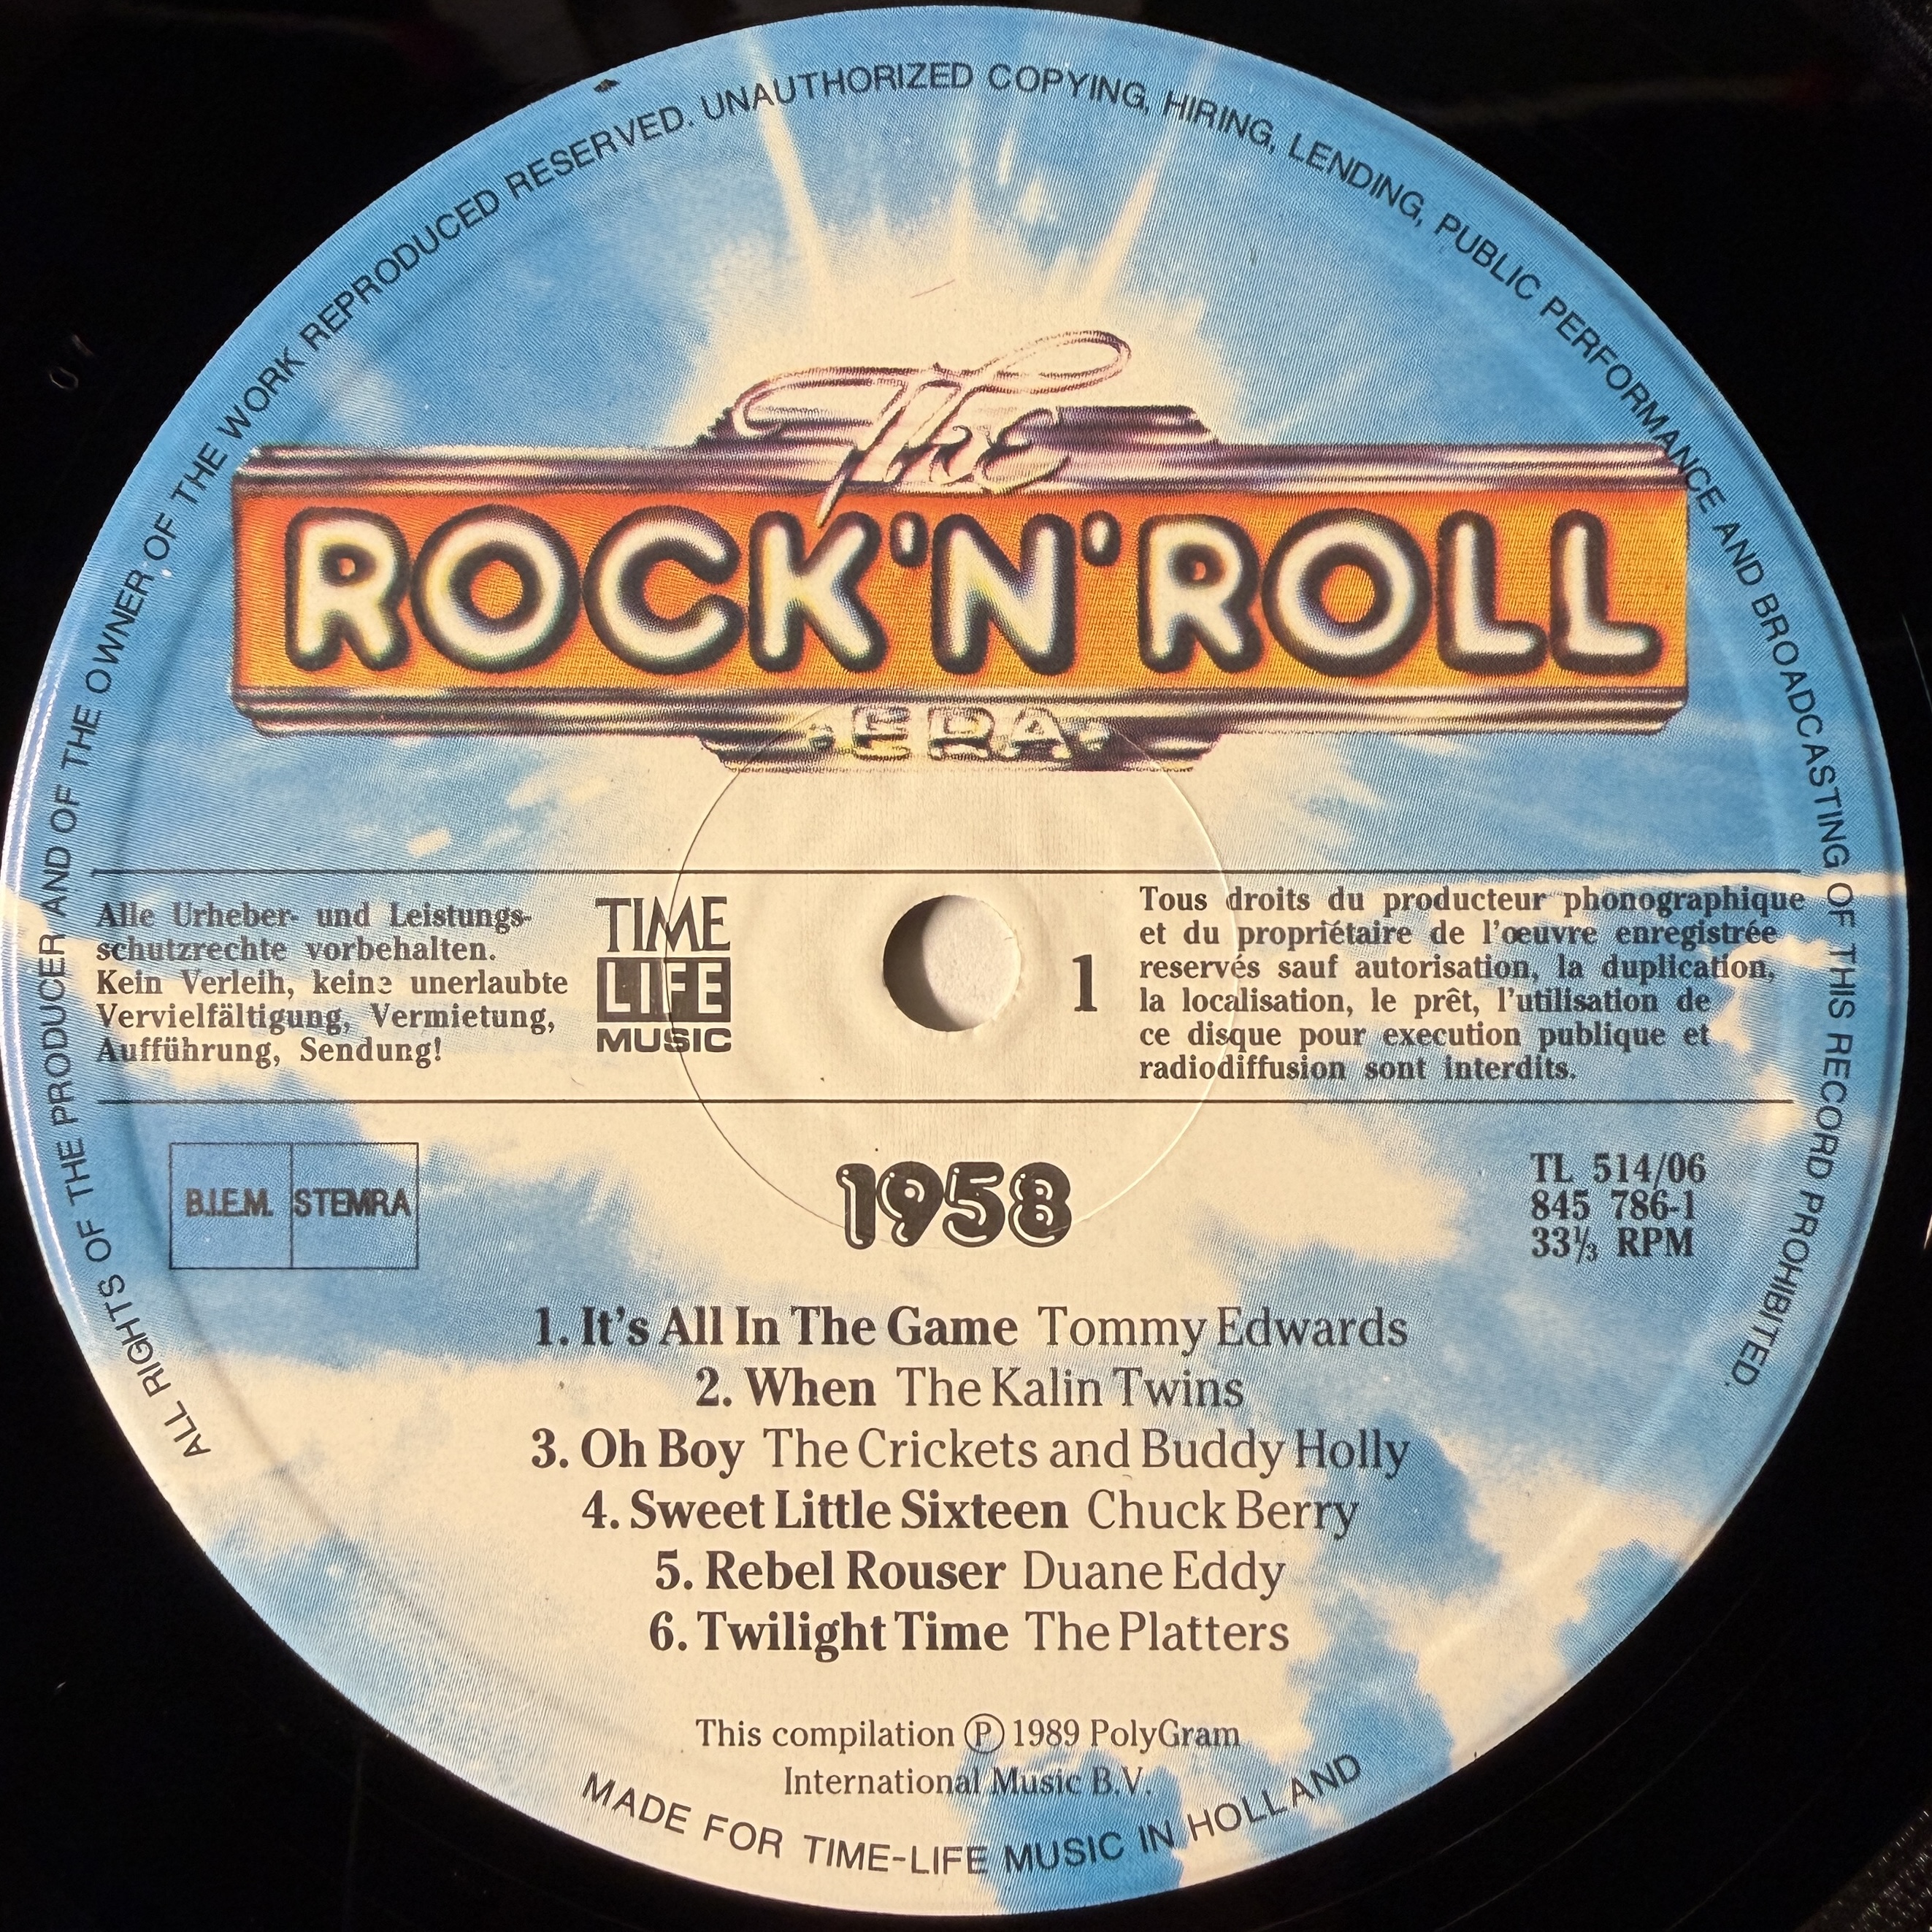 ALL RIGHTS OF THE PRODUCER AND OF THE OWNER OF THE WORK REPRODUCED RESERVED. UNAUTHORIZED COPYING, HIRING, LENDING, PUBLIC PERFORMANCE AND BROADCASTING OF THIS RECORD PROHIBITED.
The
ROCK'N'ROLL
·ERA·
Alle Urheber- und Leistungs-
schutzrechte vorbehalten.
Kein Verleih, keine unerlaubte
Vervielfältigung, Vermietung,
Aufführung, Sendung!
TIME
LIFE
MUSIC
1
Tous droits du producteur phonographique
et du propriétaire de l'œuvre enregistrée
reservés sauf autorisation, la duplication,
la localisation, le prêt, l'utilisation de
ce disque pour execution publique et
radiodiffusion sont interdits.
B.I.E.M. STEMRA
1958
TL 514/06
845 786-1
33⅓ RPM
1. It's All In The Game Tommy Edwards
2. When The Kalin Twins
3. Oh Boy The Crickets and Buddy Holly
4. Sweet Little Sixteen Chuck Berry
5. Rebel Rouser Duane Eddy
6. Twilight Time The Platters
This compilation ℗ 1989 PolyGram
International Music B.V.
MADE FOR TIME-LIFE MUSIC IN HOLLAND